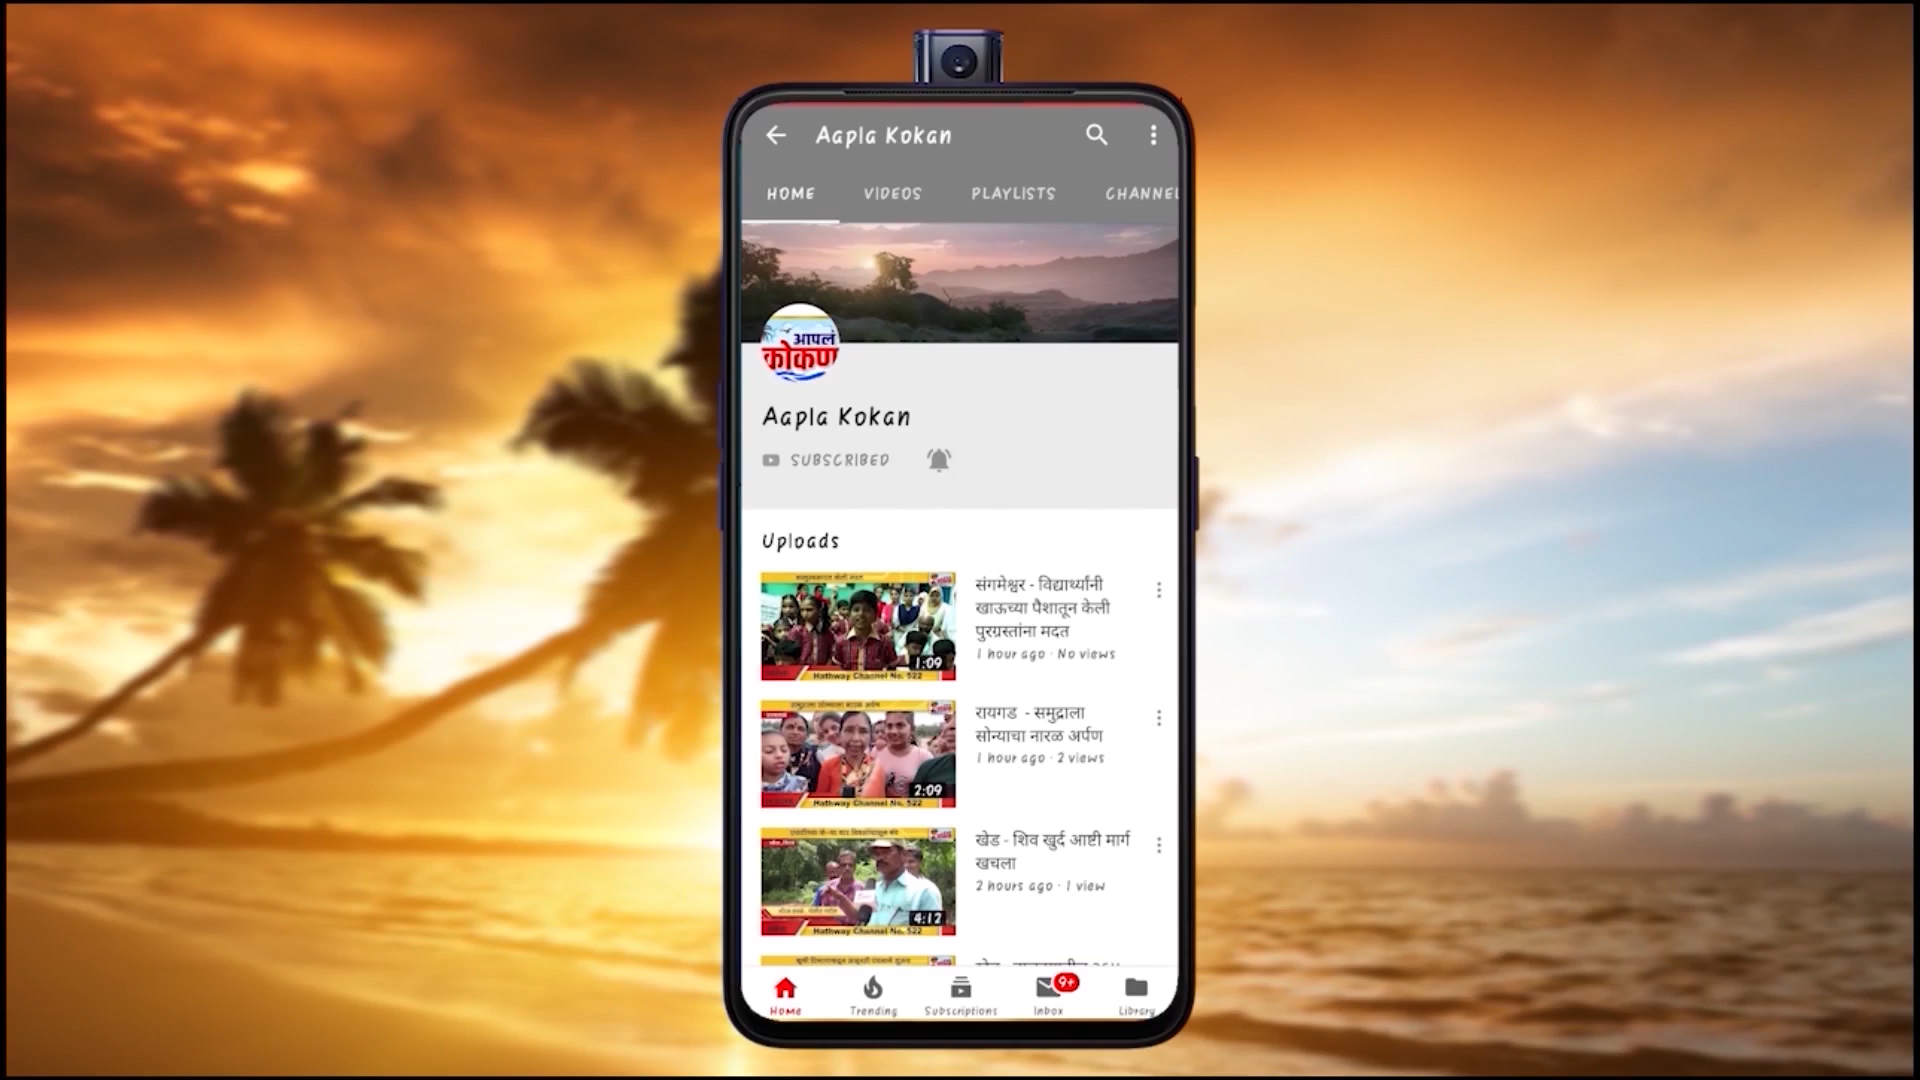 Aapla Kokan
HOME VIDEOS PLAYLISTS CHANNEL
आपलं
कोकण
Aapla Kokan
SUBSCRIBED
Uploads
1:09
Hathway Channel No. 522
संगमेश्वर - विद्यार्थ्यांनी
खाऊच्या पैशातून केली
पुरग्रस्तांना मदत
1 hour ago · No views
2:09
Hathway Channel No. 522
रायगड - समुद्राला
सोन्याचा नारळ अर्पण
1 hour ago · 2 views
4:12
Hathway Channel No. 522
खेड - शिव खुर्द आष्टी मार्ग
खचला
2 hours ago · 1 view
9+
Home Trending Subscriptions Inbox Library